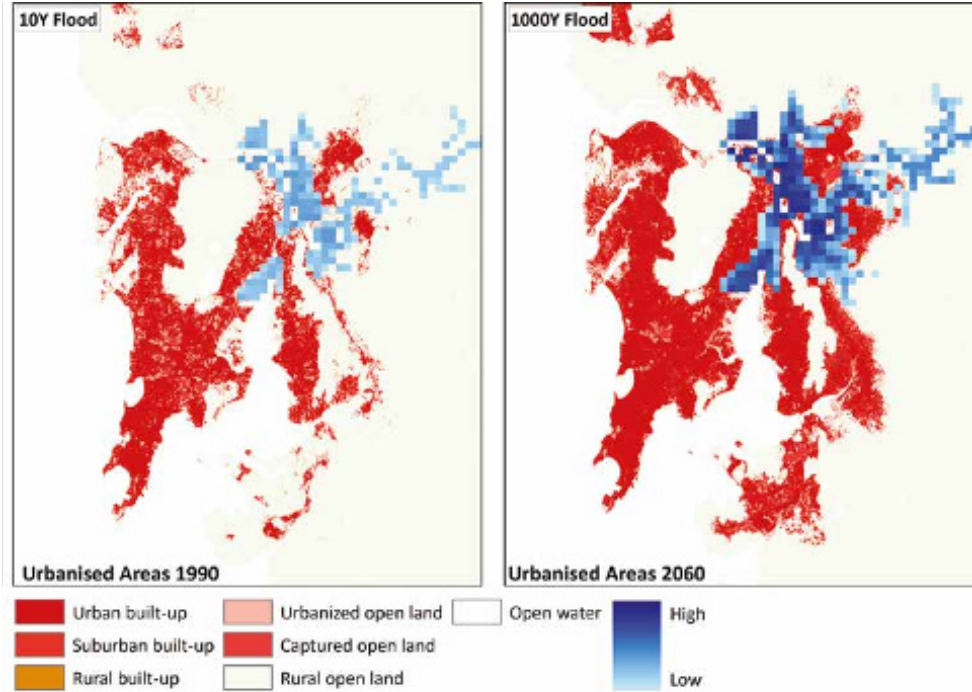 10Y Flood
1000Y Flood
Urbanised Areas 1990
Urbanised Areas 2060
Urban built-up
Urbanized open land
Open water
High
Suburban built-up
Captured open land
Rural built-up
Rural open land
Low